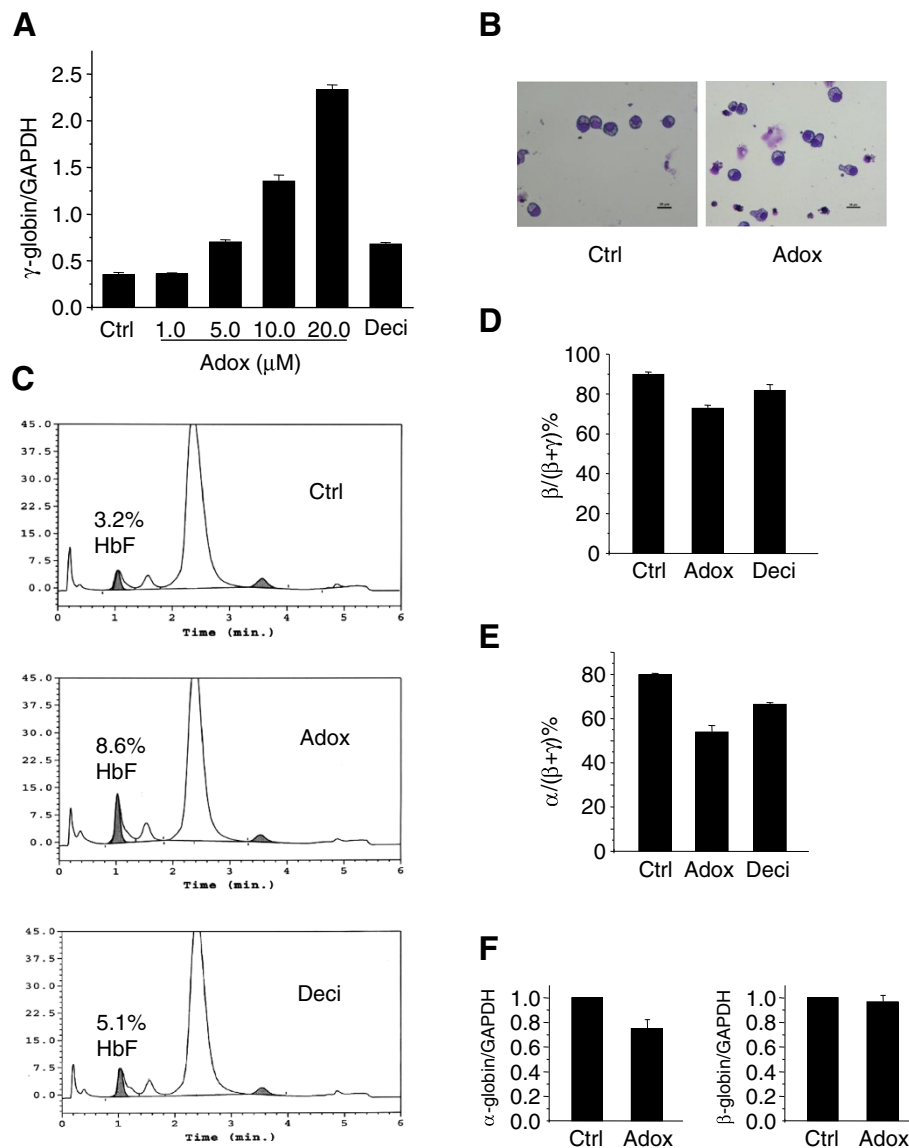 A
γ-globin/GAPDH
2.5
2.0
1.5
1.0
0.5
0.0
Ctrl 1.0 5.0 10.0 20.0 Deci
Adox (μM)
B
Ctrl Adox
C
45.0
37.5
30.0
22.5
15.0
7.5
0.0
Ctrl
3.2%
HbF
0 1 2 3 4 5 6
Time (min.)
45.0
37.5
30.0
22.5
15.0
7.5
0.0
Adox
8.6%
HbF
0 1 2 3 4 5 6
Time (min.)
45.0
37.5
30.0
22.5
15.0
7.5
0.0
Deci
5.1%
HbF
0 1 2 3 4 5 6
Time (min.)
D
β/(β+γ)%
100
80
60
40
20
0
Ctrl Adox Deci
E
α/(β+γ)%
80
60
40
20
0
Ctrl Adox Deci
F
α-globin/GAPDH
1.0
0.8
0.6
0.4
0.2
0.0
Ctrl Adox
β-globin/GAPDH
1.0
0.8
0.6
0.4
0.2
0.0
Ctrl Adox